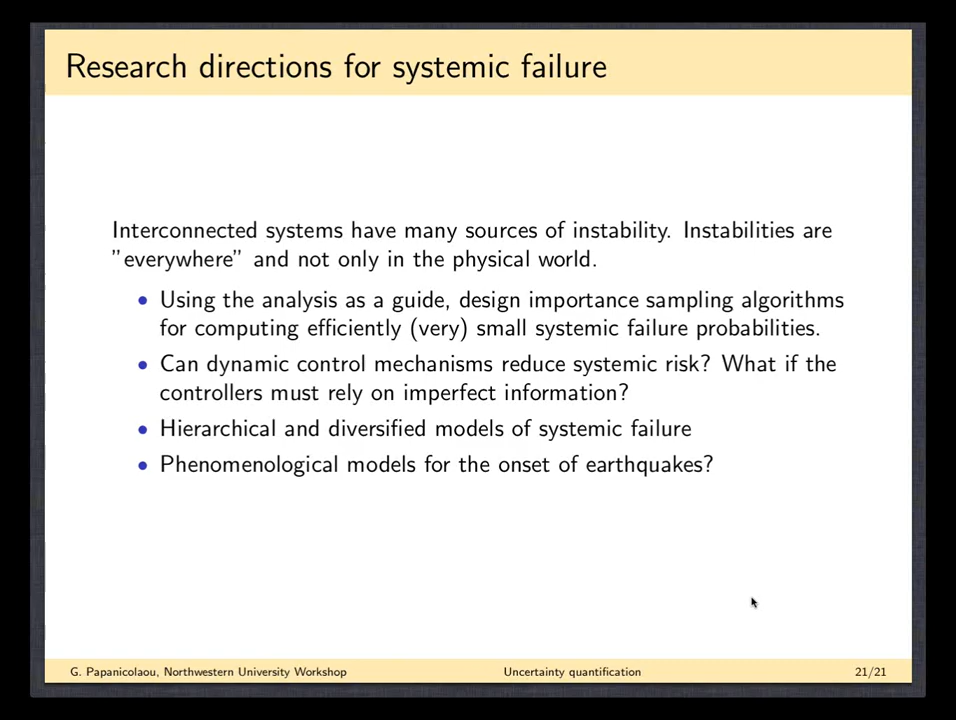 Research directions for systemic failure
Interconnected systems have many sources of instability. Instabilities are
”everywhere” and not only in the physical world.
• Using the analysis as a guide, design importance sampling algorithms
for computing efficiently (very) small systemic failure probabilities.
• Can dynamic control mechanisms reduce systemic risk? What if the
controllers must rely on imperfect information?
• Hierarchical and diversified models of systemic failure
• Phenomenological models for the onset of earthquakes?
G. Papanicolaou, Northwestern University Workshop
Uncertainty quantification
21/21